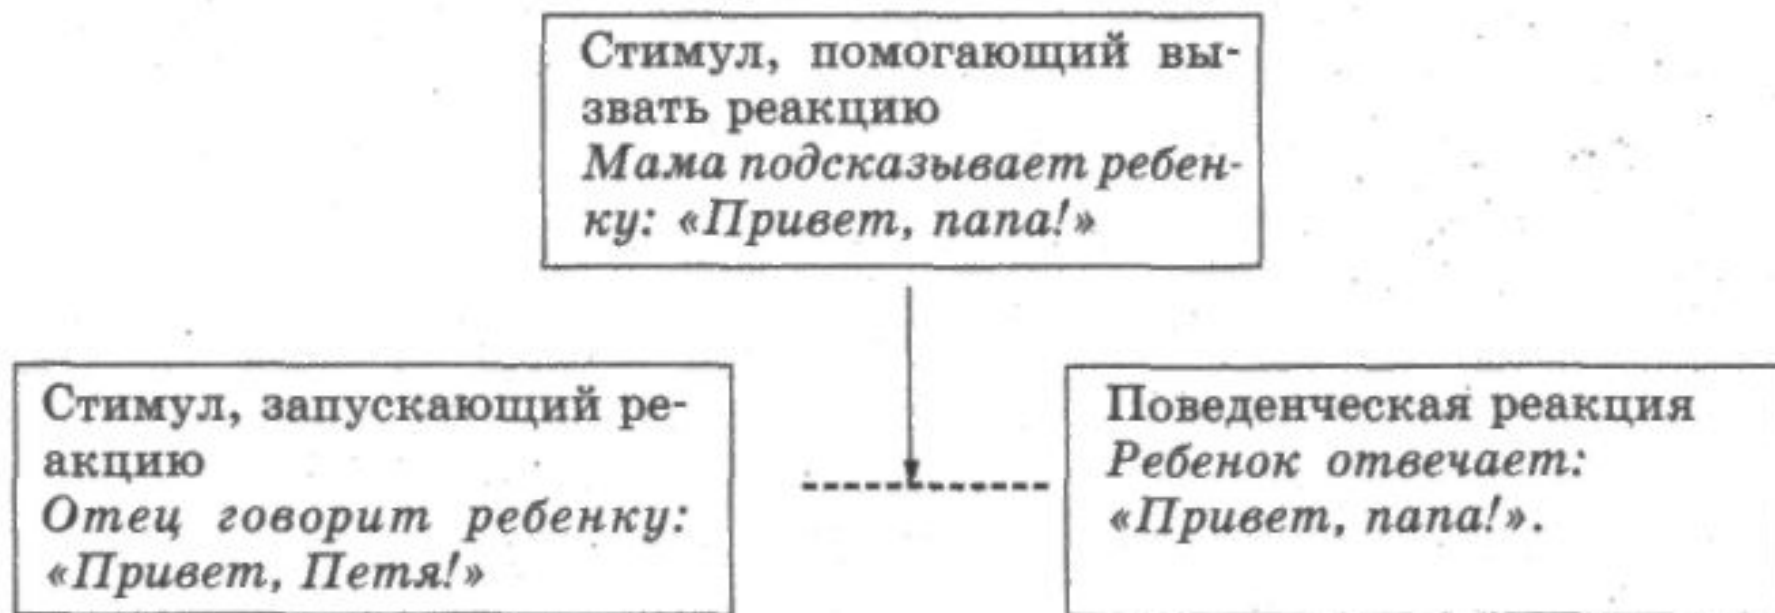 Стимул, помогающий вы-
звать реакцию
Мама подсказывает ребен-
ку: «Привет, папа!»
Стимул, запускающий ре-
акцию
Отец говорит ребенку:
«Привет, Петя!»
Поведенческая реакция
Ребенок отвечает:
«Привет, папа!».